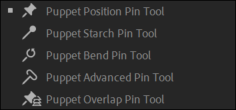 Puppet Position Pin Tool
Puppet Starch Pin Tool
Puppet Bend Pin Tool
Puppet Advanced Pin Tool
Puppet Overlap Pin Tool